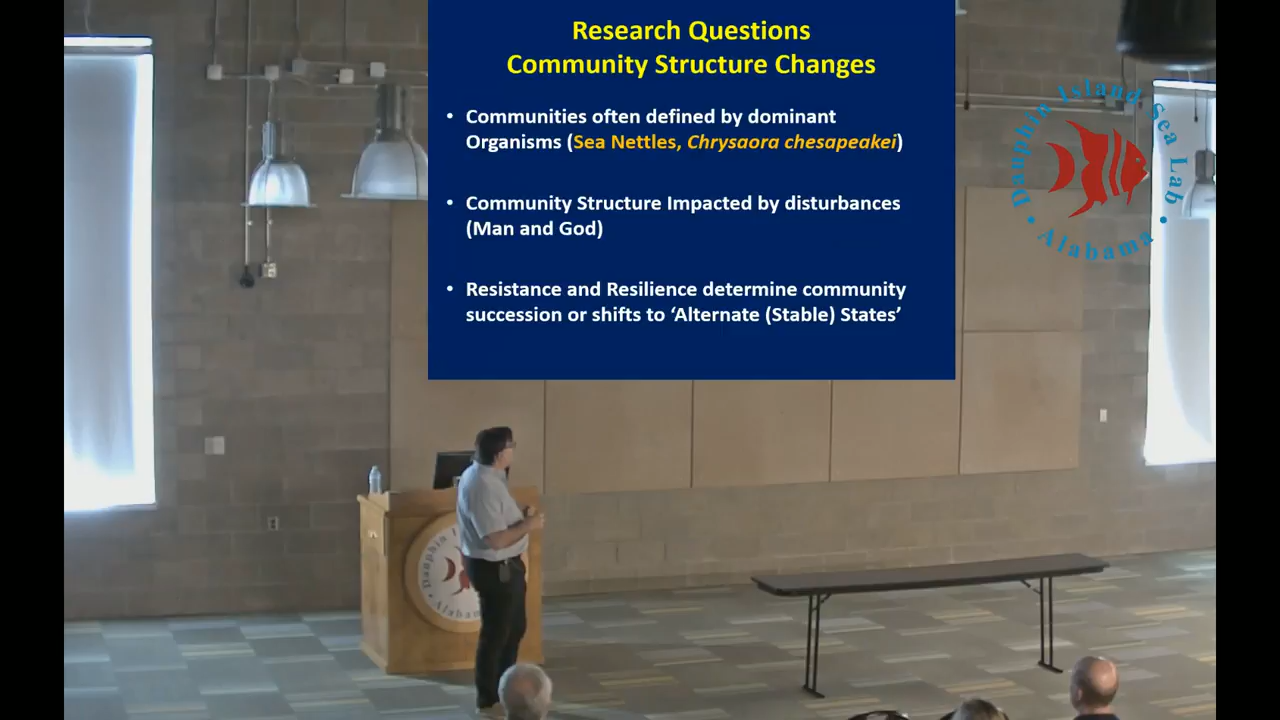 Research Questions
Community Structure Changes
• Communities often defined by dominant
Organisms (Sea Nettles, Chrysaora chesapeakei)
• Community Structure Impacted by disturbances
(Man and God)
• Resistance and Resilience determine community
succession or shifts to ‘Alternate (Stable) States’
Dauphin Island Sea Lab
• Alabama •
Dauphin
Alabama